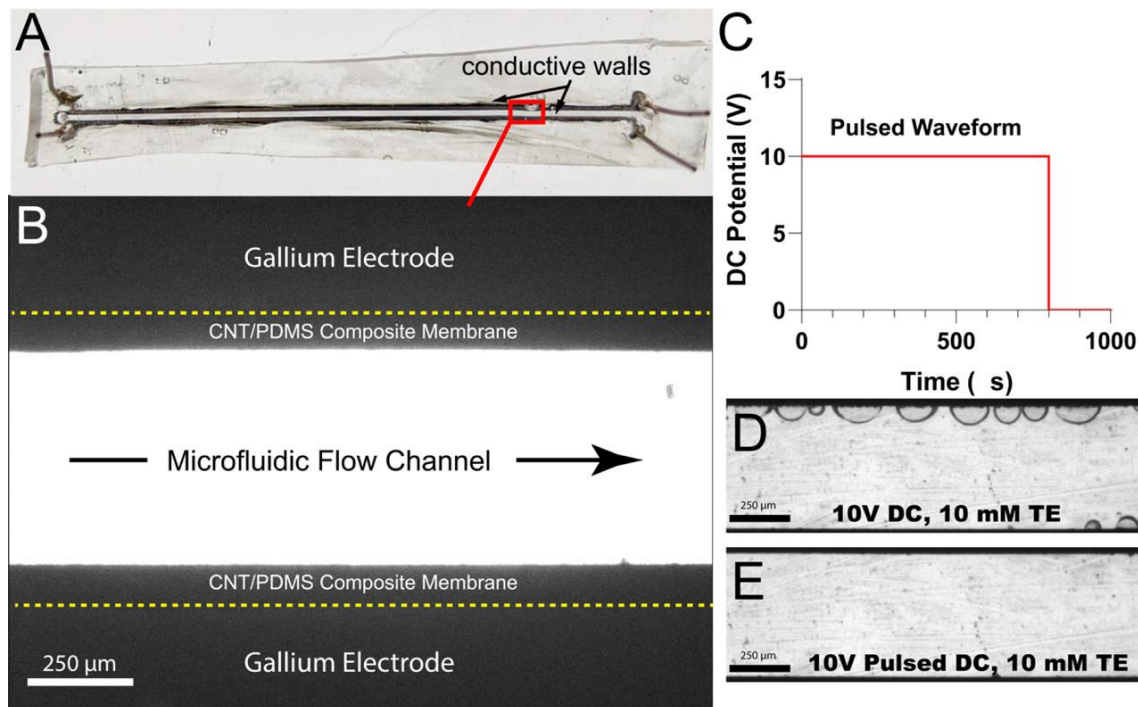 A
conductive walls
B
Gallium Electrode
CNT/PDMS Composite Membrane
Microfluidic Flow Channel
CNT/PDMS Composite Membrane
Gallium Electrode
250 µm
C
15
10
5
0
DC Potential (V)
Pulsed Waveform
0
500
1000
Time ( s)
D
250 µm
10V DC, 10 mM TE
E
250 µm
10V Pulsed DC, 10 mM TE